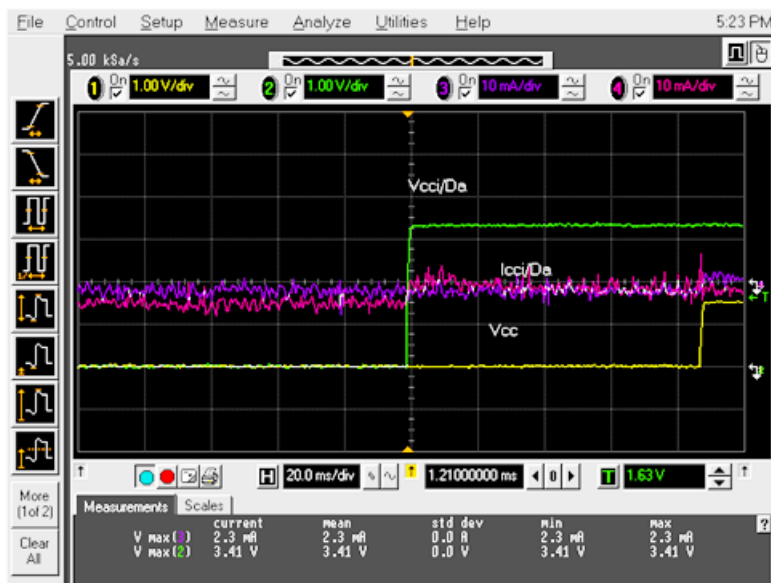 File Control Setup Measure Analyze Utilities Help 5:23 PM
5.00 kSa/s
1 On 1.00 V/div 2 On 1.00 V/div 3 On 10 mA/div 4 On 10 mA/div
Vcci/Da
Icci/Da
T
Vcc
H 20.0 ms/div 1.21000000 ms 0 T 1.63 V
More
(1of 2)
Clear
All
Measurements Scales
current mean std dev min max
V max(3) 2.3 mA 2.3 mA 0.0 A 2.3 mA 2.3 mA
V max(2) 3.41 V 3.41 V 0.0 V 3.41 V 3.41 V
?